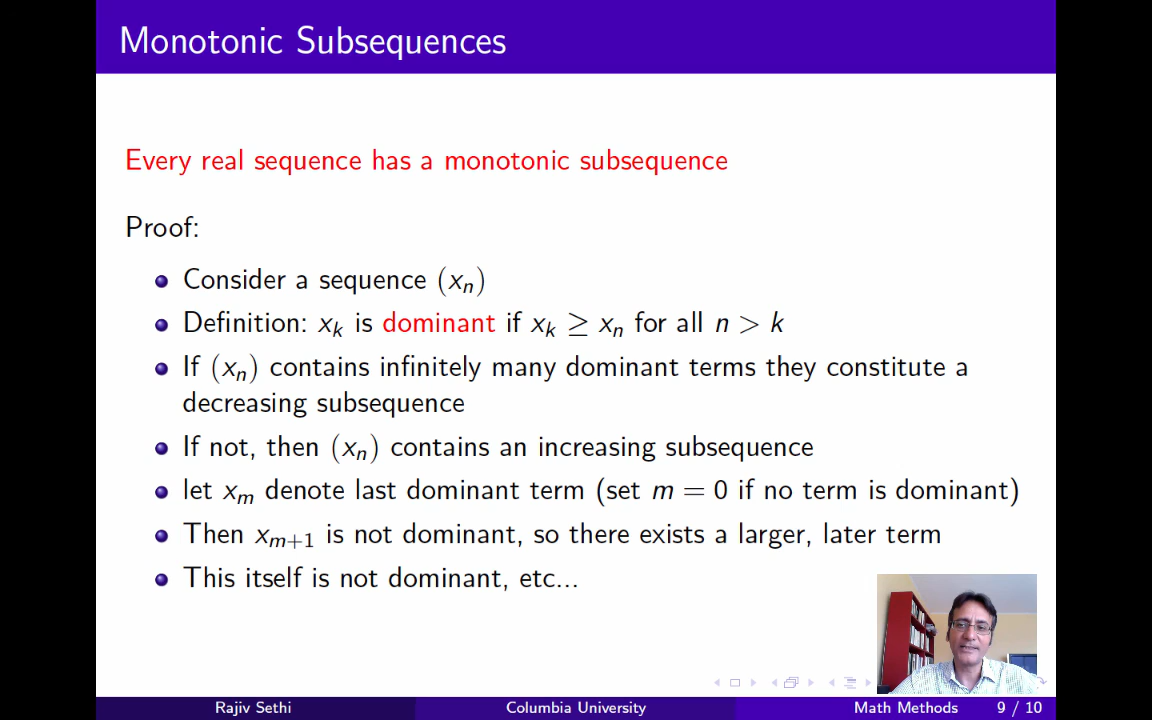 Monotonic Subsequences
Every real sequence has a monotonic subsequence
Proof:
Consider a sequence (xₙ)
Definition: xₖ is dominant if xₖ ≥ xₙ for all n > k
If (xₙ) contains infinitely many dominant terms they constitute a
decreasing subsequence
If not, then (xₙ) contains an increasing subsequence
let xₘ denote last dominant term (set m = 0 if no term is dominant)
Then xₘ₊₁ is not dominant, so there exists a larger, later term
This itself is not dominant, etc...
Rajiv Sethi Columbia University Math Methods 9 / 10